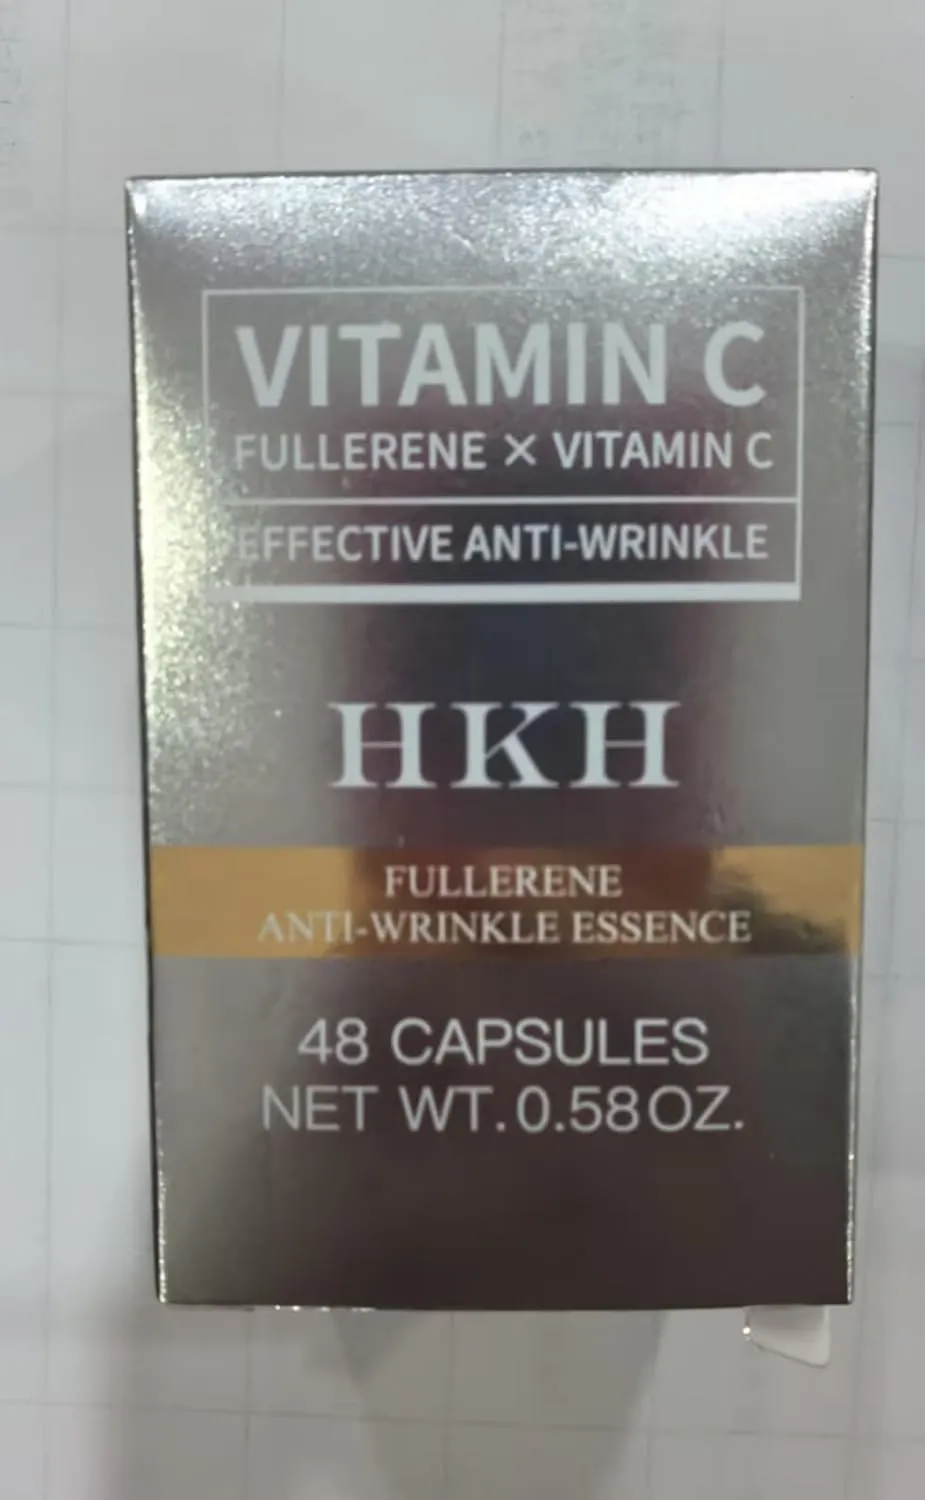 VITAMIN C
FULLERENE × VITAMIN C
EFFECTIVE ANTI-WRINKLE
HKH
FULLERENE
ANTI-WRINKLE ESSENCE
48 CAPSULES
NET WT.0.58OZ.